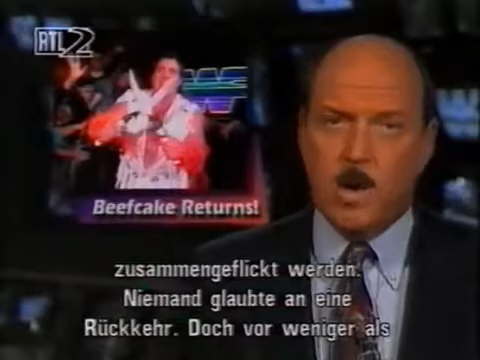 RTL2
Beefcake Returns!
zusammengeflickt werden.
Niemand glaubte an eine
Rückkehr. Doch vor weniger als